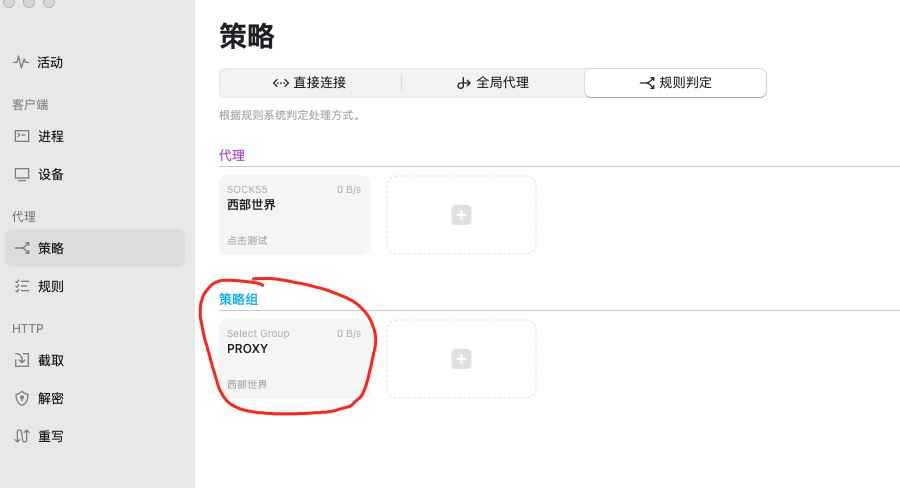 策略
活动
直接连接
全局代理
规则判定
根据规则系统判定处理方式。
客户端
进程
设备
代理
策略
规则
HTTP
截取
解密
重写
代理
SOCKS5 0 B/s
西部世界
点击测试
策略组
Select Group 0 B/s
PROXY
西部世界